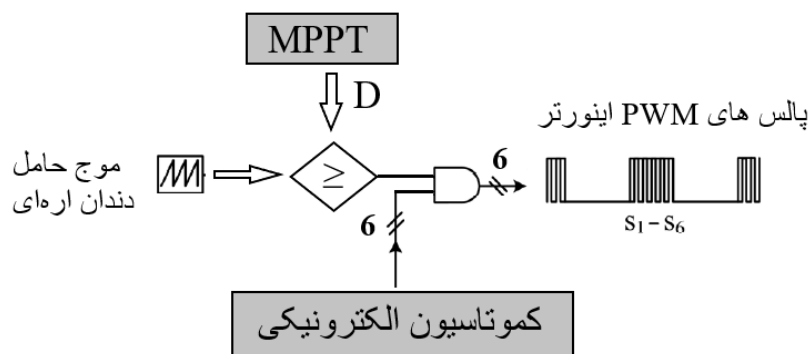 MPPT
D
پالس های PWM اینورتر
موج حامل
دندان اره‌ای
≥
6
6
S₁ – S₆
کموتاسیون الکترونیکی